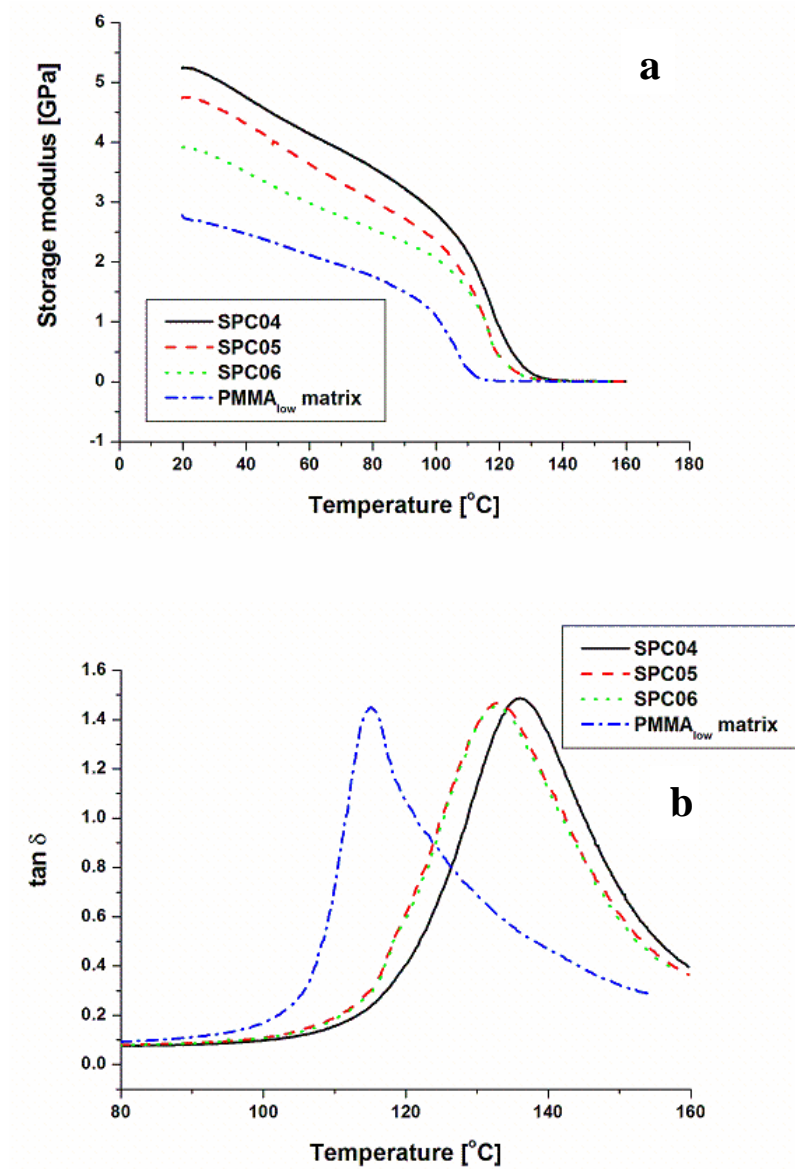 a
6
5
4
3
2
1
0
-1
Storage modulus [GPa]
SPC04
SPC05
SPC06
PMMAlow matrix
0 20 40 60 80 100 120 140 160 180
Temperature [°C]
SPC04
SPC05
SPC06
PMMAlow matrix
b
1.6
1.4
1.2
1.0
0.8
0.6
0.4
0.2
0.0
tan δ
80 100 120 140 160
Temperature [°C]